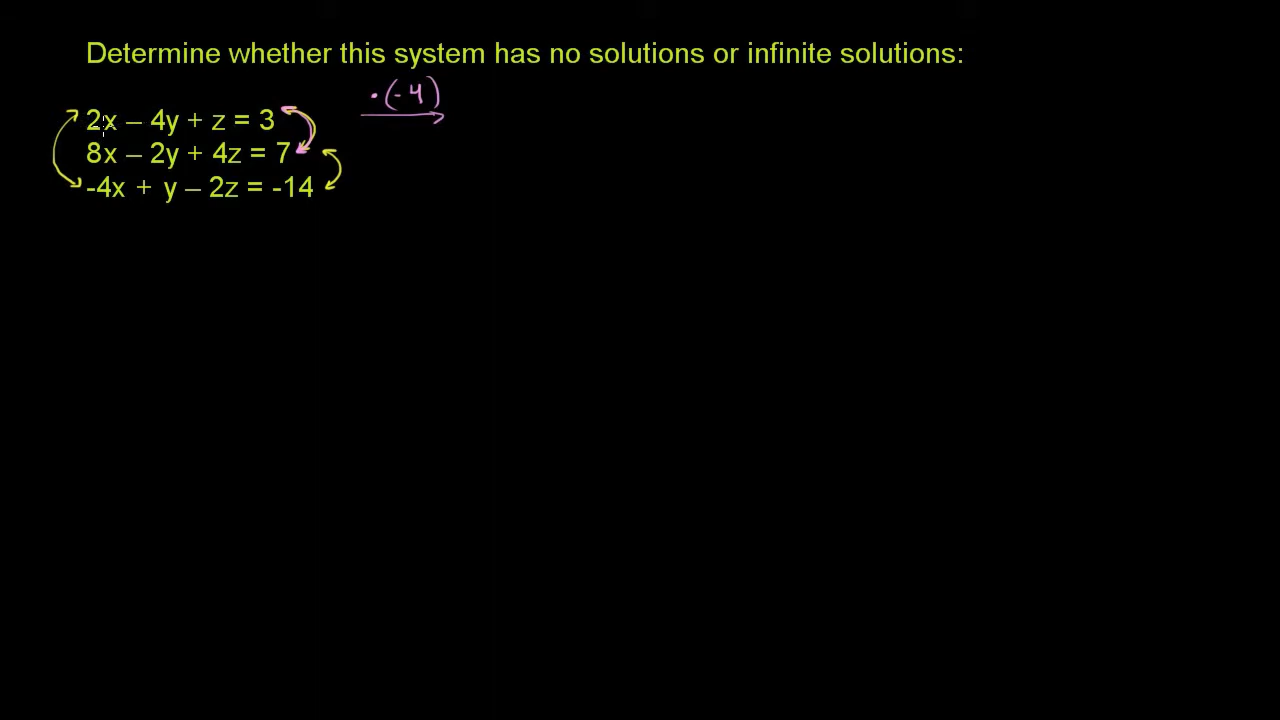 Determine whether this system has no solutions or infinite solutions:
· (-4)
2x – 4y + z = 3
8x – 2y + 4z = 7
-4x + y – 2z = -14